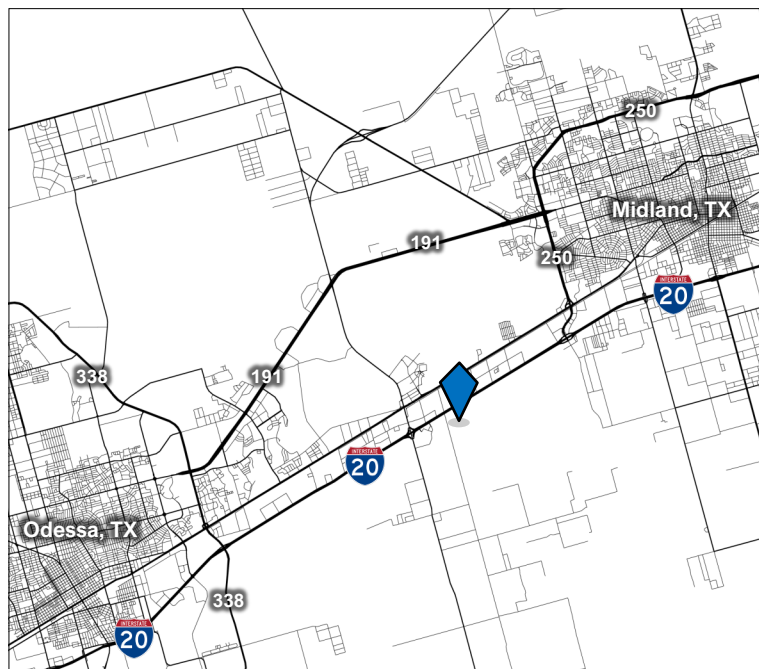 250
Midland, TX
191
250
INTERSTATE
20
338
191
INTERSTATE
20
Odessa, TX
338
INTERSTATE
20